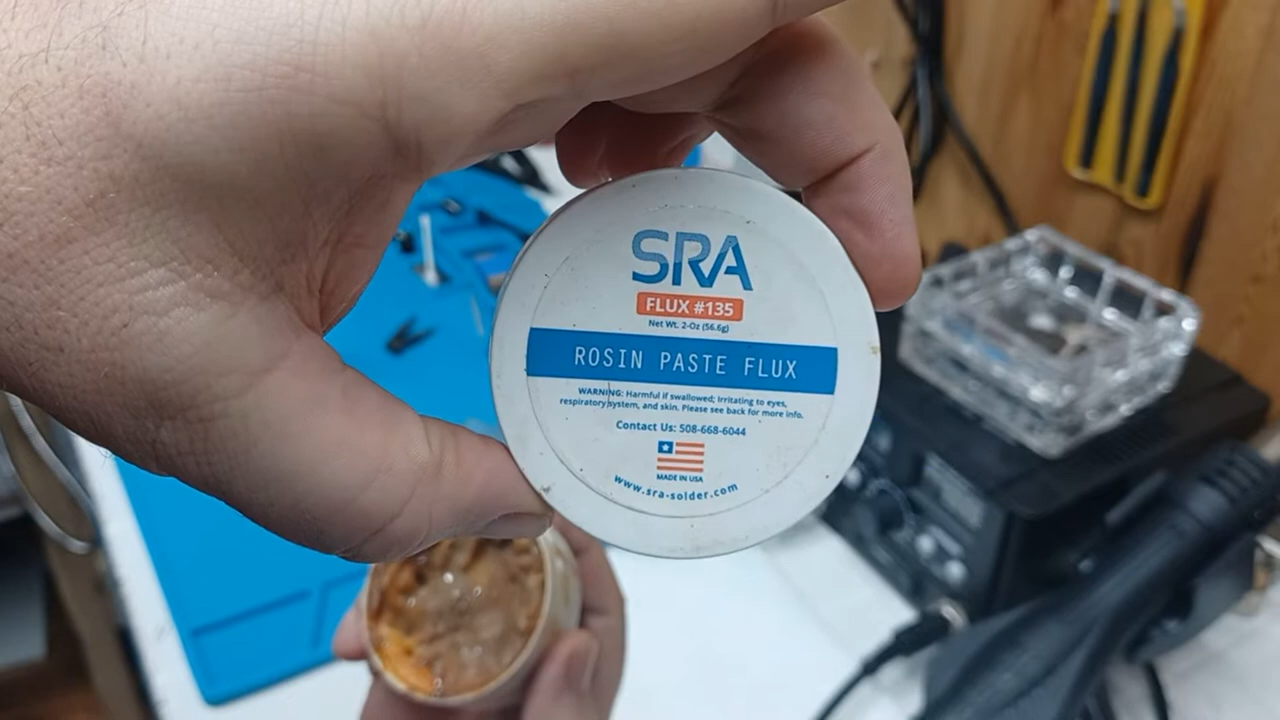 SRA
FLUX #135
Net Wt. 2-Oz (56.6g)
ROSIN PASTE FLUX
WARNING: Harmful if swallowed; Irritating to eyes,
respiratory system, and skin. Please see back for more info.
Contact Us: 508-668-6044
MADE IN USA
www.sra-solder.com